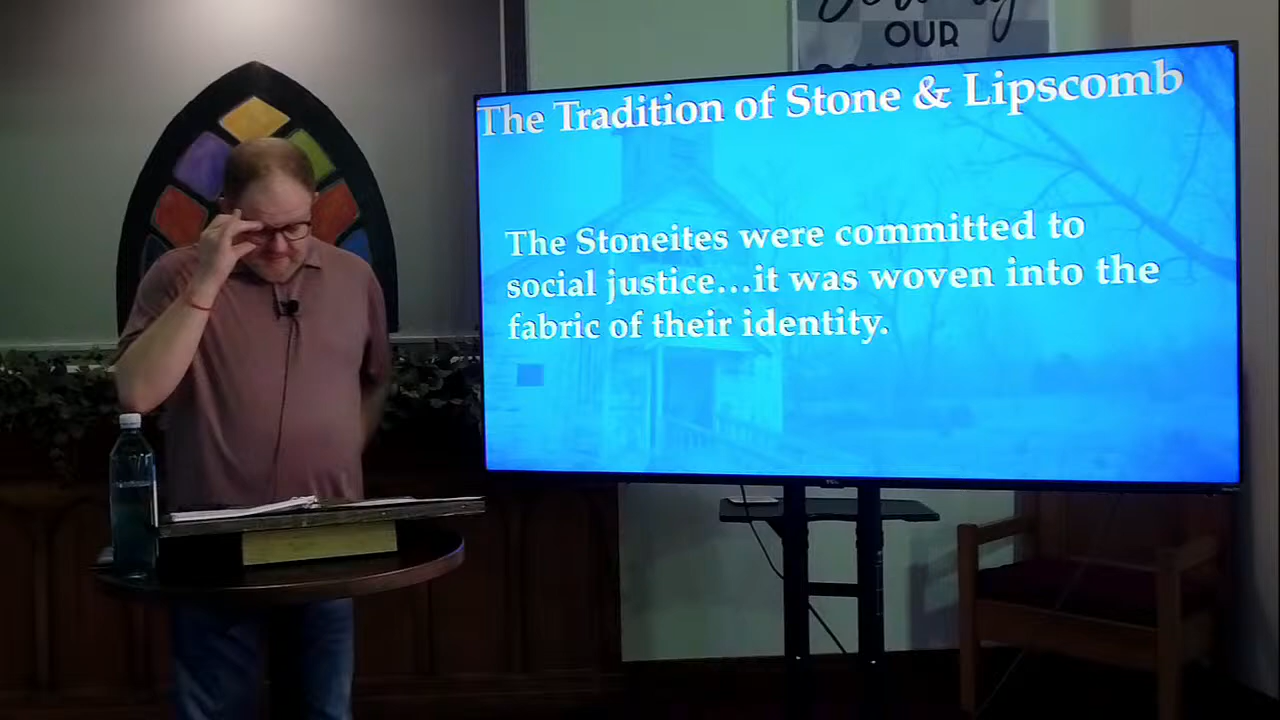 OUR
The Tradition of Stone & Lipscomb
The Stoneites were committed to
social justice...it was woven into the
fabric of their identity.
TCL